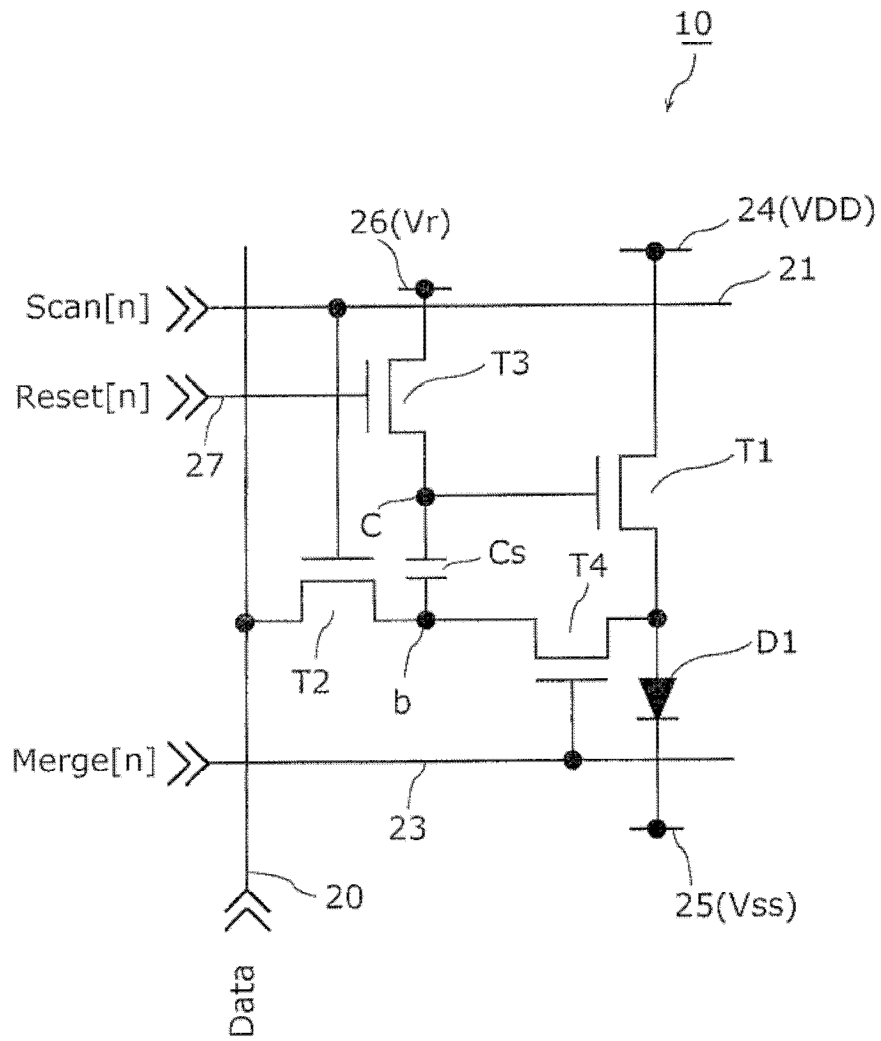 10
26(Vr)
24(VDD)
21
Scan[n]
T3
Reset[n]
27
T1
C
Cs
T4
T2
b
D1
Merge[n]
23
20
25(Vss)
Data